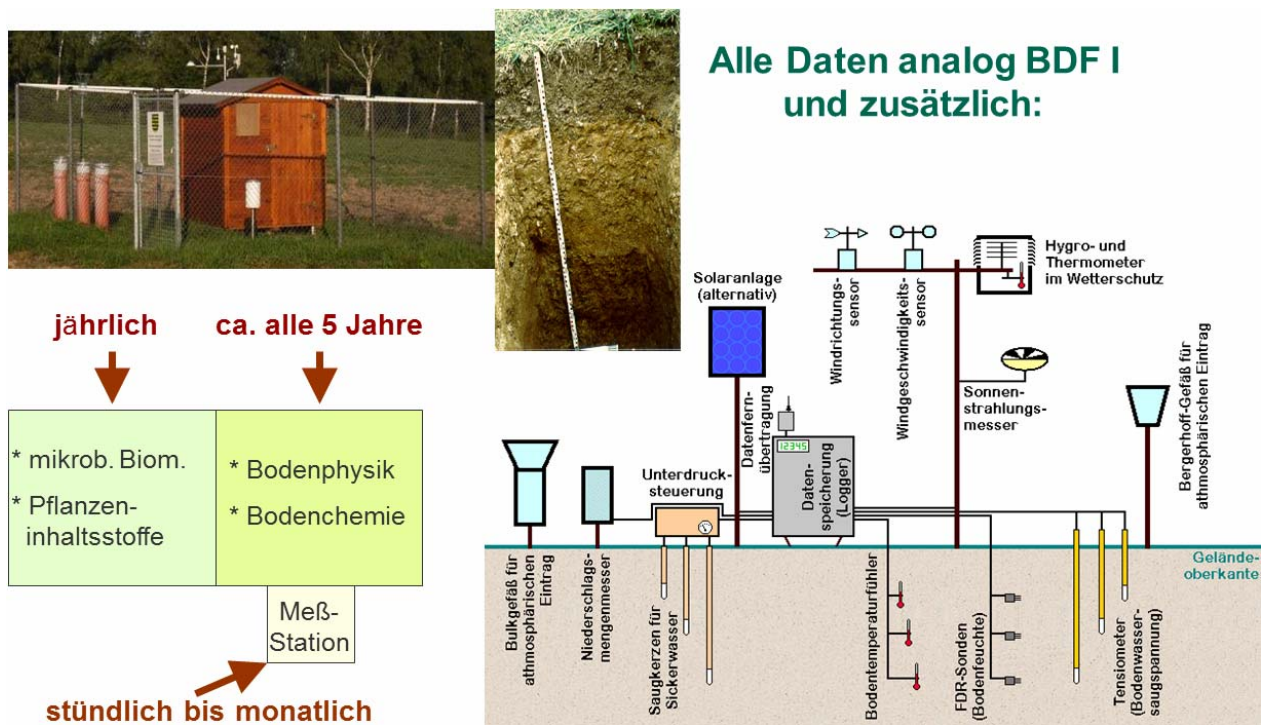 Alle Daten analog BDF I
und zusätzlich:
jährlich
ca. alle 5 Jahre
* mikrob. Biom.
* Pflanzen-
inhaltsstoffe
* Bodenphysik
* Bodenchemie
Meß-
Station
stündlich bis monatlich
Solaranlage
(alternativ)
Windrichtungs-
sensor
Windgeschwindigkeits-
sensor
Hygro- und
Thermometer
im Wetterschutz
Sonnen-
strahlungs-
messer
Bergerhoff-Gefäß für
athmosphärischen Eintrag
Datenfern-
übertragung
12345
Daten-
speicherung
(Logger)
Unterdruck-
steuerung
Gelände-
oberkante
Bulkgefäß für
athmosphärischen
Eintrag
Niederschlags-
mengenmesser
Saugkerzen für
Sickerwasser
Bodentemperaturfühler
FDR-Sonden
(Bodenfeuchte)
Tensiometer
(Bodenwasser-
saugspannung)